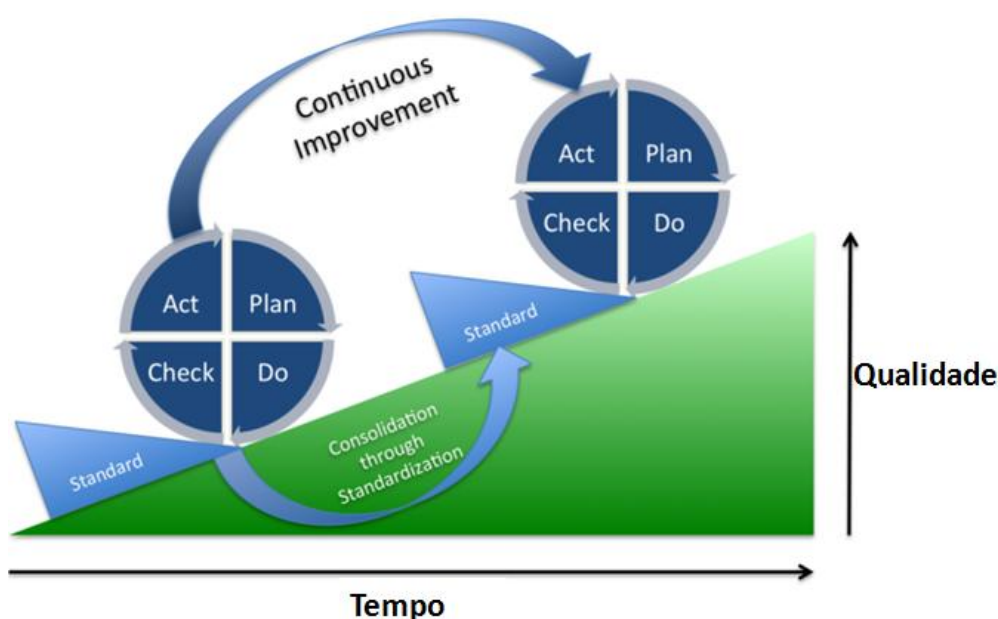 Continuous
Improvement
Act
Plan
Check
Do
Act
Plan
Check
Do
Standard
Standard
Consolidation
through
Standardization
Qualidade
Tempo